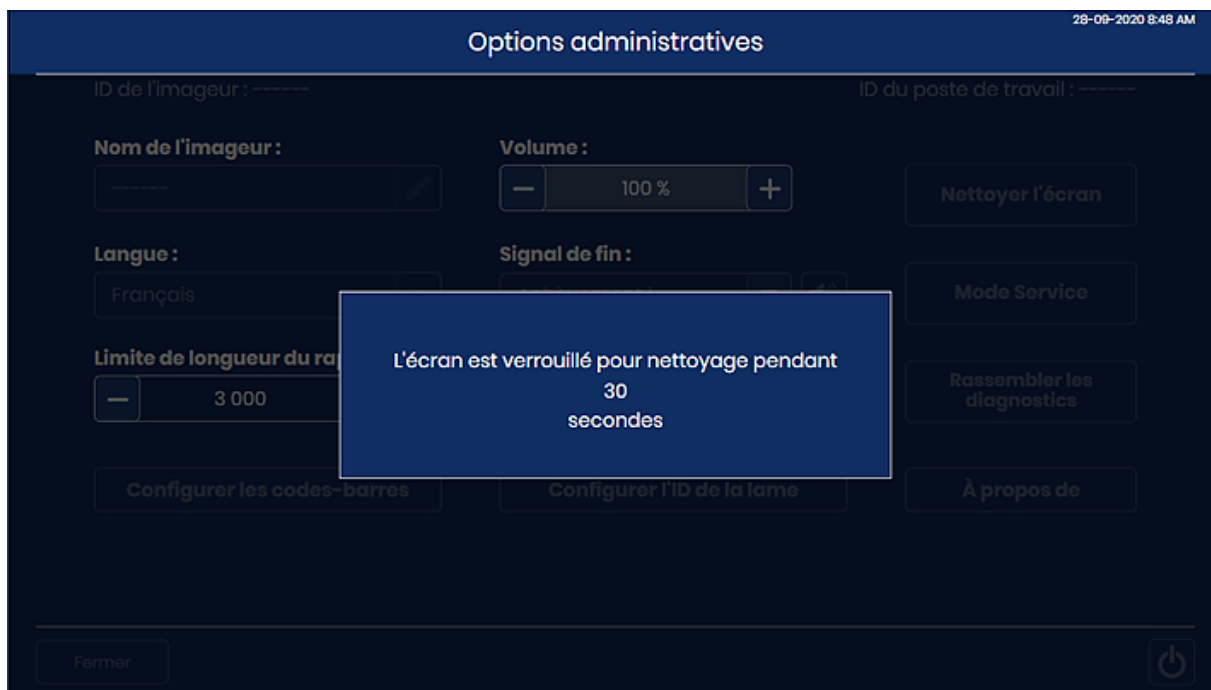 28-09-2020 8:48 AM
Options administratives
ID de l'imageur : ------
ID du poste de travail : ------
Nom de l'imageur :
Volume :
------
100 %
Nettoyer l'écran
Langue :
Signal de fin :
Français
Mode Service
Limite de longueur du
L'écran est verrouillé pour nettoyage pendant
30
secondes
3 000
Rassembler les
diagnostics
Configurer les codes-barres
Configurer l'ID de la lame
À propos de
Fermer